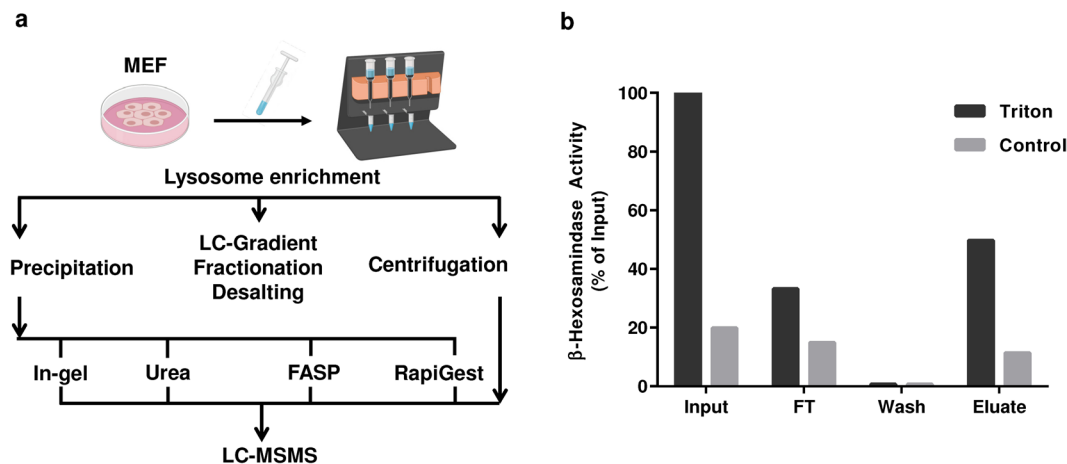 a
MEF
Lysosome enrichment
Precipitation
LC-Gradient
Fractionation
Desalting
Centrifugation
In-gel
Urea
FASP
RapiGest
LC-MSMS
b
β-Hexosamindase Activity
(% of Input)
100
80
60
40
20
0
Input
FT
Wash
Eluate
Triton
Control